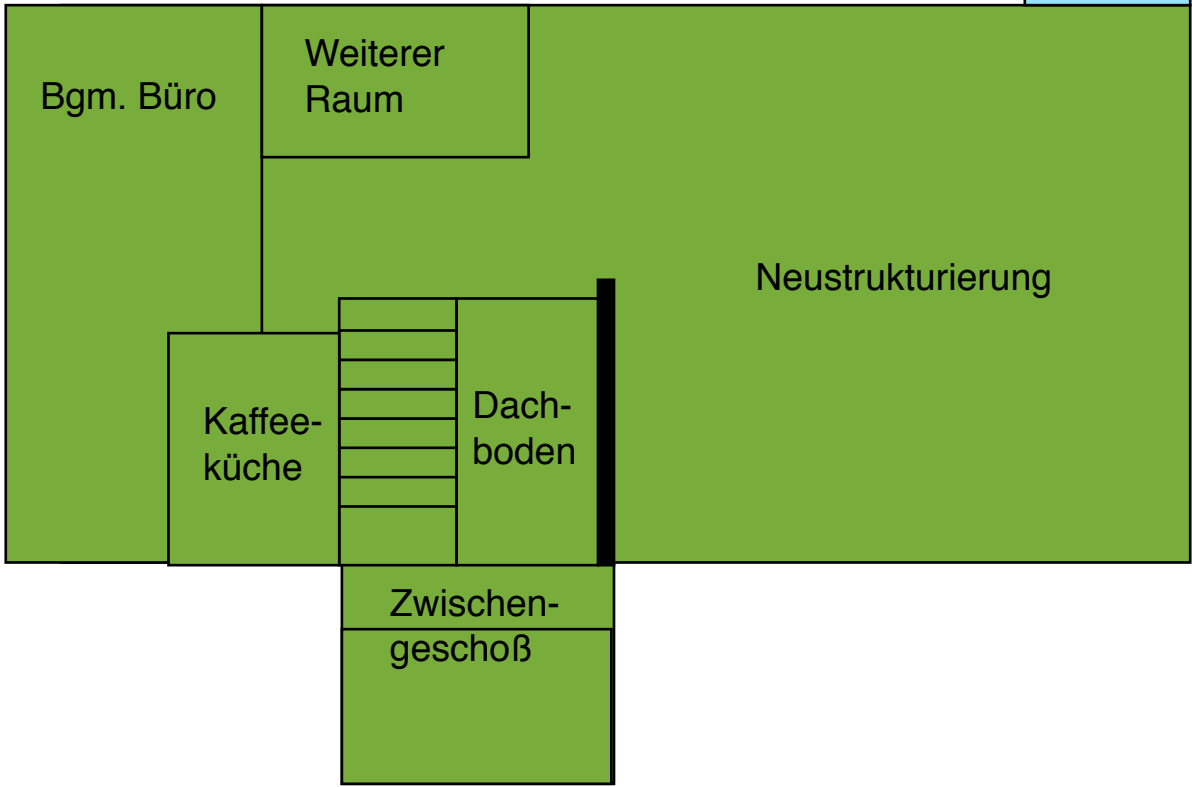 Weiterer
Raum
Bgm. Büro
Neustrukturierung
Kaffee-
küche
Dach-
boden
Zwischen-
geschoß